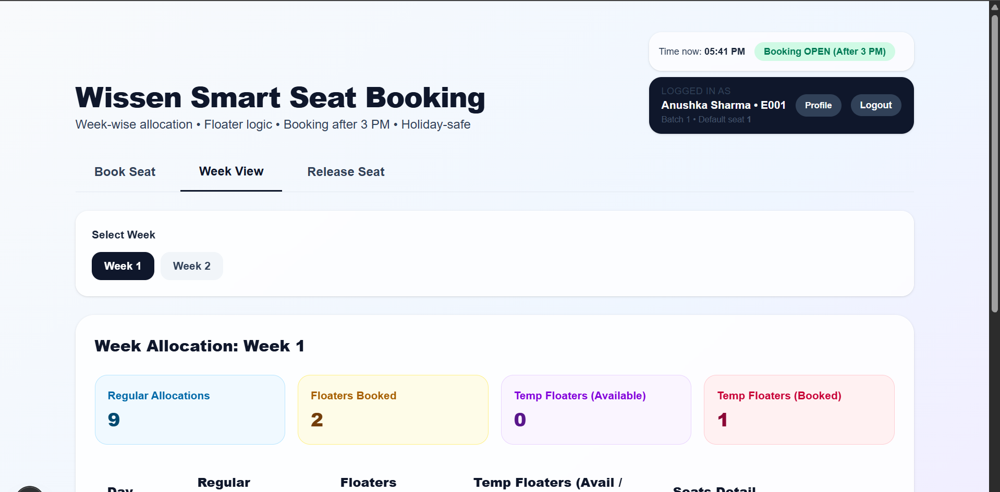 Time now: 05:41 PM Booking OPEN (After 3 PM)
LOGGED IN AS
Anushka Sharma • E001
Batch 1 • Default seat 1
Profile
Logout
Wissen Smart Seat Booking
Week-wise allocation • Floater logic • Booking after 3 PM • Holiday-safe
Book Seat
Week View
Release Seat
Select Week
Week 1
Week 2
Week Allocation: Week 1
Regular Allocations
9
Floaters Booked
2
Temp Floaters (Available)
0
Temp Floaters (Booked)
1
Day
Regular
Floaters
Temp Floaters (Avail /
Seats Detail